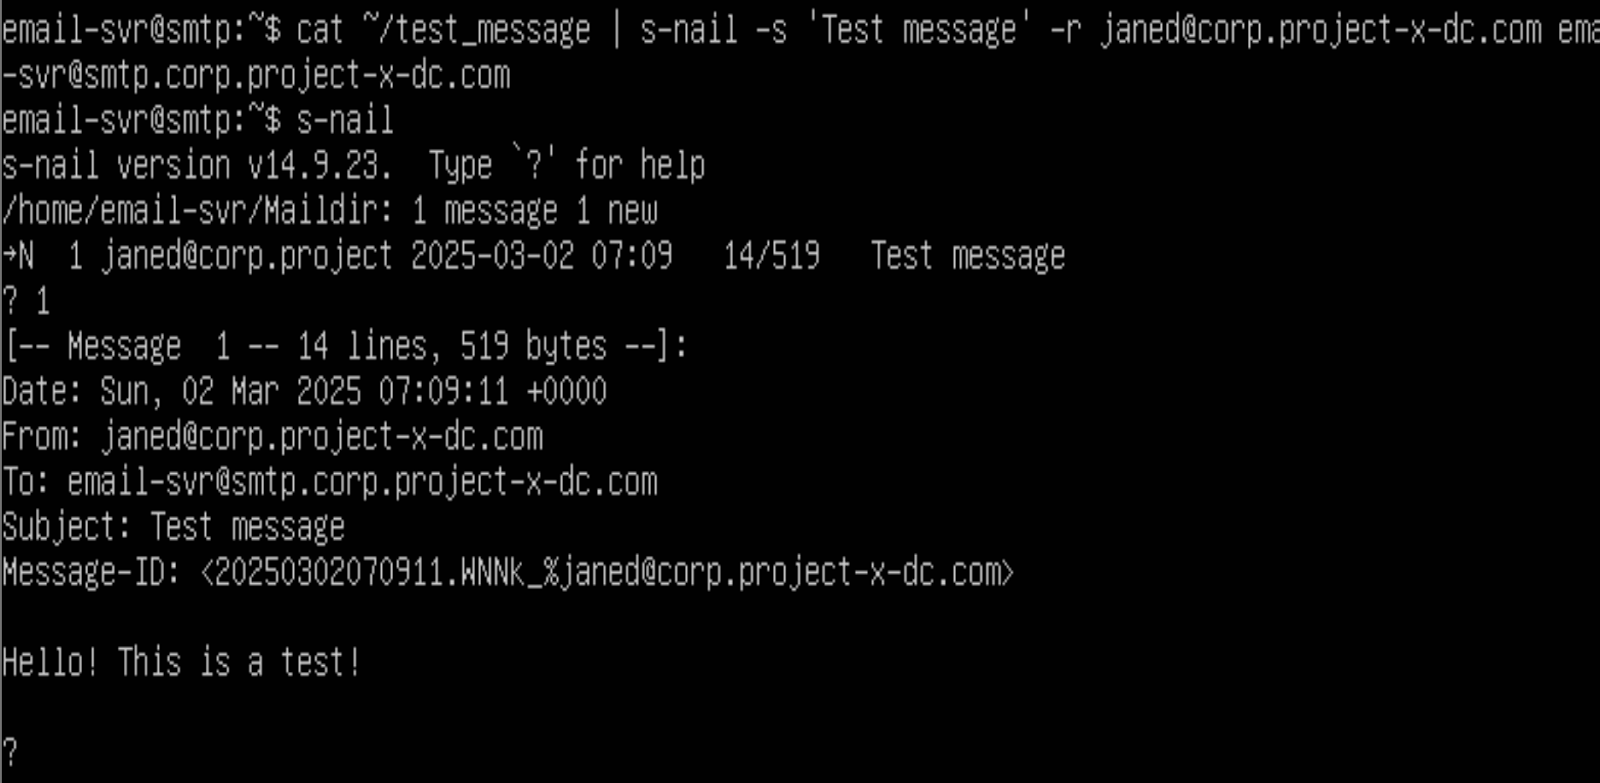 email-svr@smtp:~$ cat ~/test_message | s-nail -s 'Test message' -r janed@corp.project-x-dc.com ema
-svr@smtp.corp.project-x-dc.com
email-svr@smtp:~$ s-nail
s-nail version v14.9.23.  Type `?' for help
/home/email-svr/Maildir: 1 message 1 new
→N  1 janed@corp.project 2025-03-02 07:09   14/519   Test message
? 1
[-- Message  1 -- 14 lines, 519 bytes --]:
Date: Sun, 02 Mar 2025 07:09:11 +0000
From: janed@corp.project-x-dc.com
To: email-svr@smtp.corp.project-x-dc.com
Subject: Test message
Message-ID: <20250302070911.WNNk_%janed@corp.project-x-dc.com>
Hello! This is a test!
?